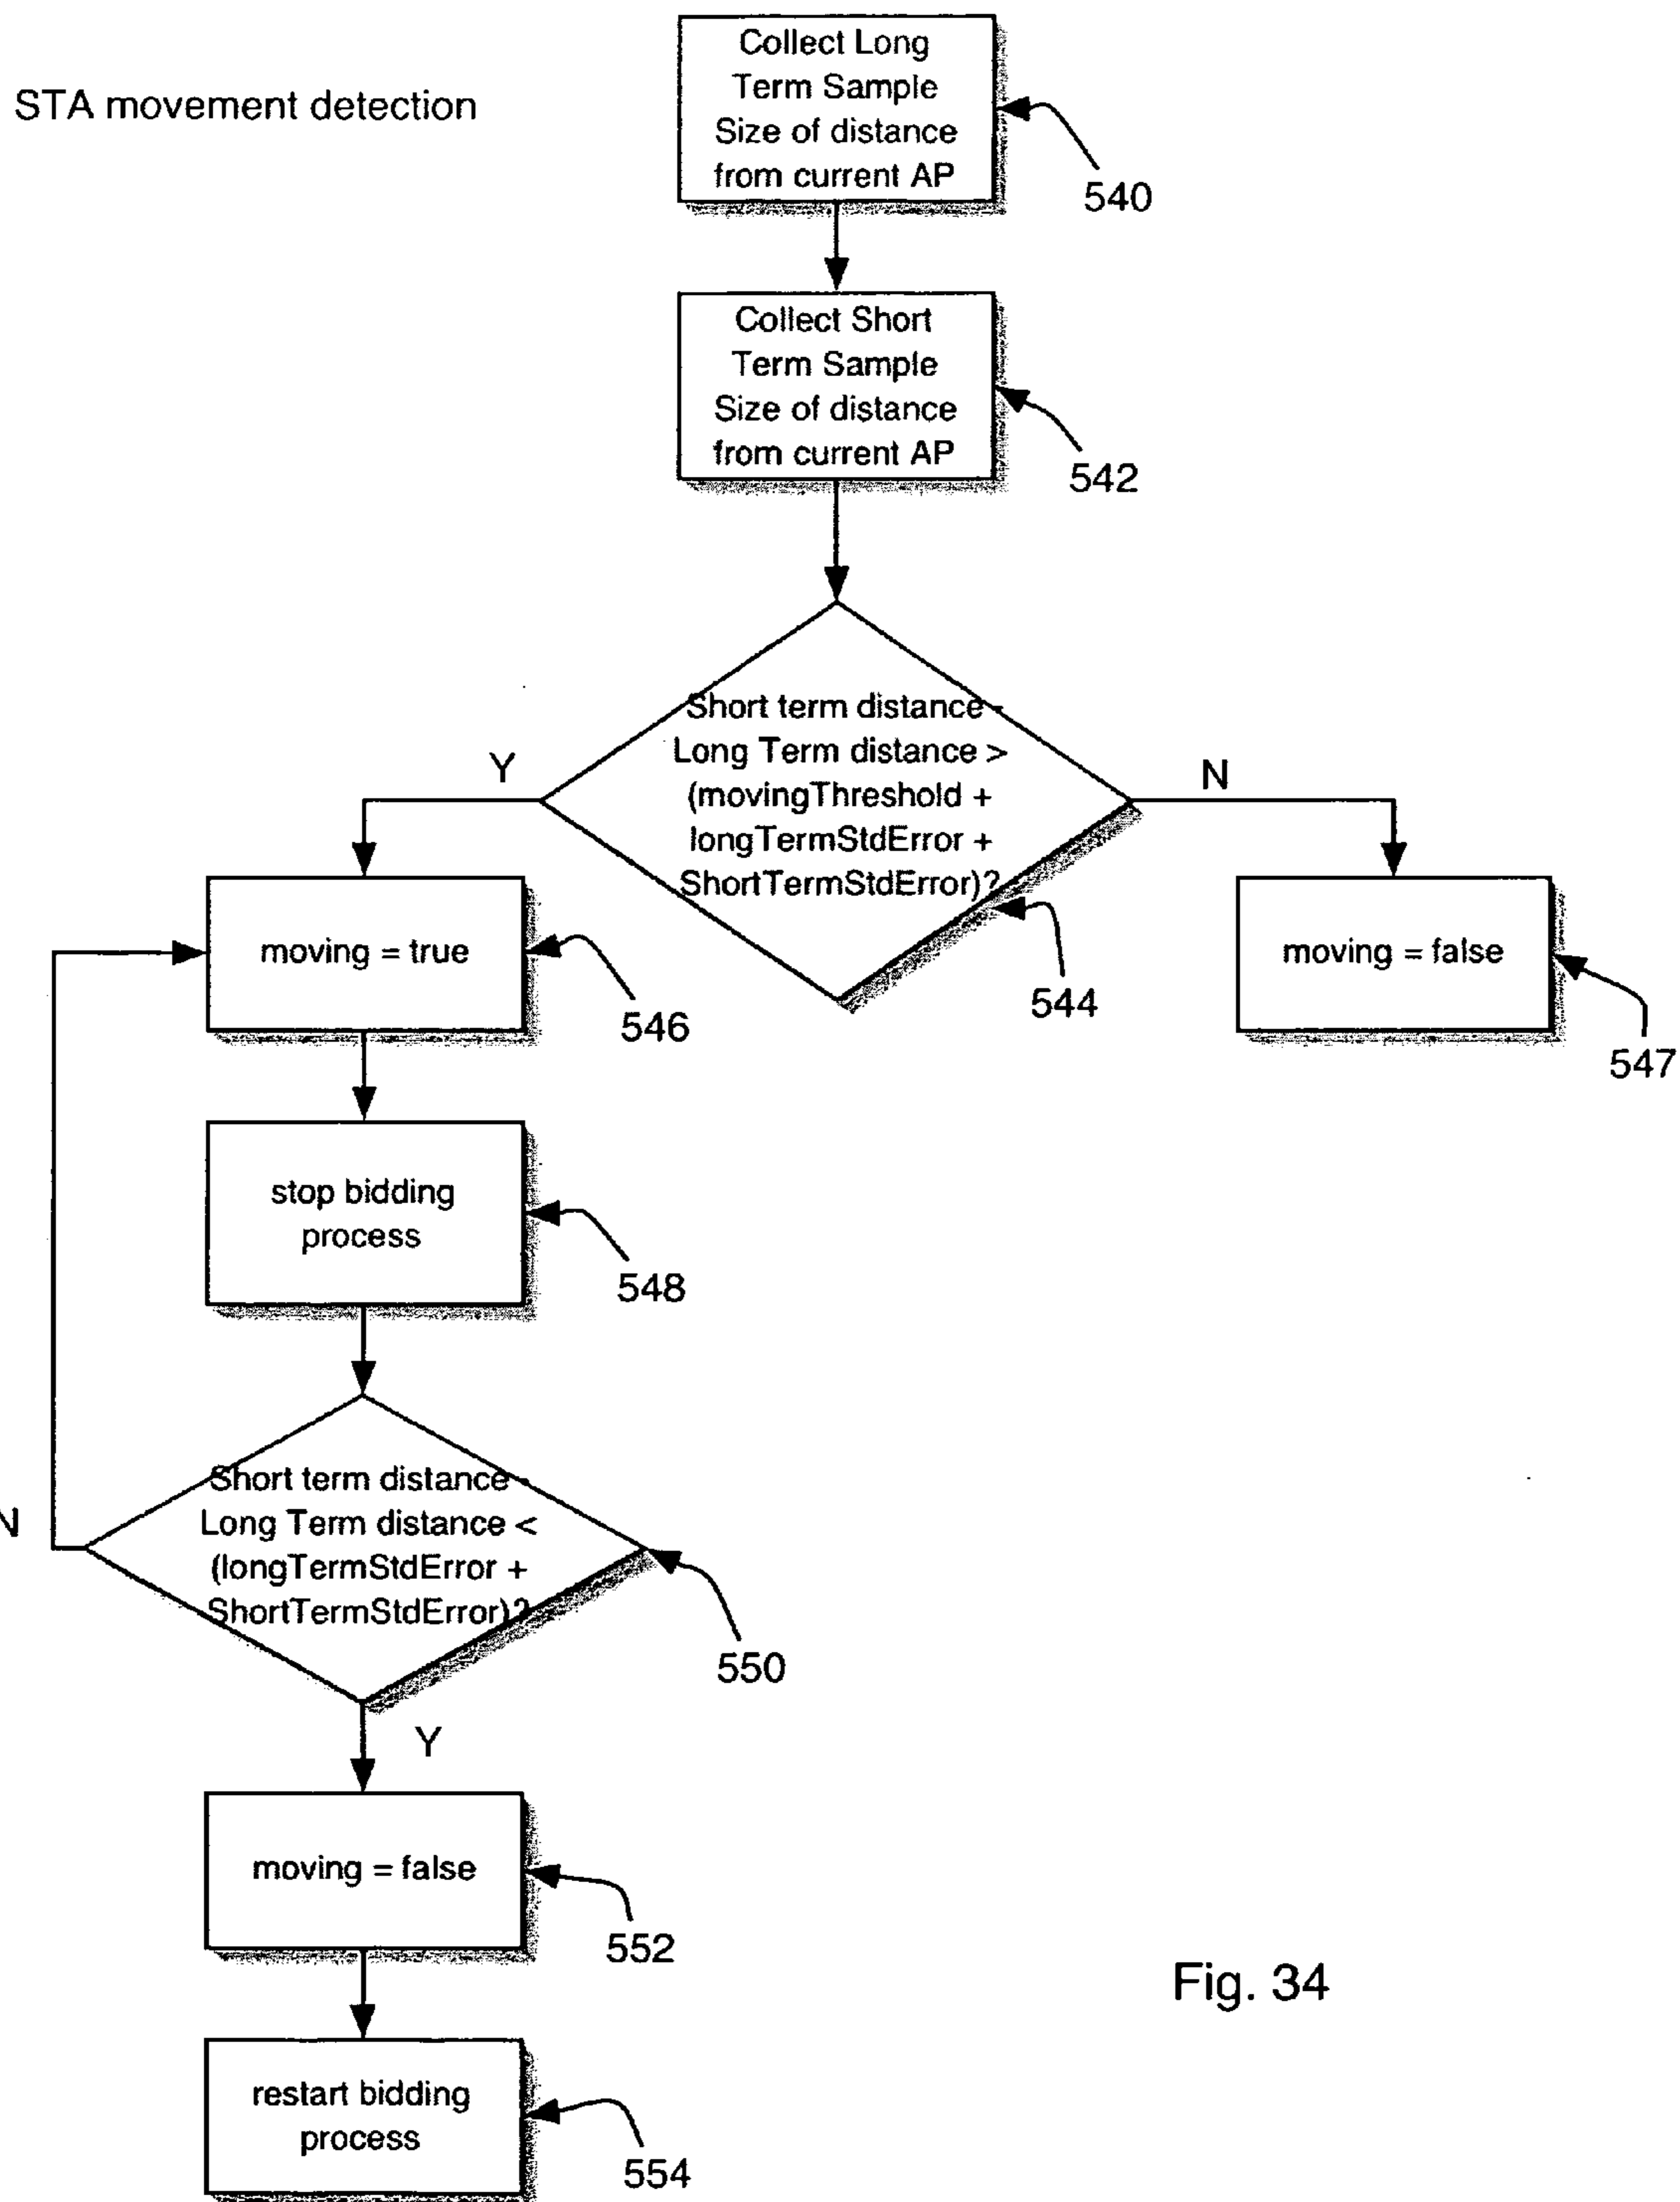 STA movement detection
Collect Long
Term Sample
Size of distance
from current AP
540
Collect Short
Term Sample
Size of distance
from current AP
542
Short term distance -
Long Term distance >
(movingThreshold +
longTermStdError +
ShortTermStdError)?
544
Y
N
moving = true
546
moving = false
547
stop bidding
process
548
Short term distance -
Long Term distance <
(longTermStdError +
ShortTermStdError)?
550
N
Y
moving = false
552
restart bidding
process
554
Fig. 34